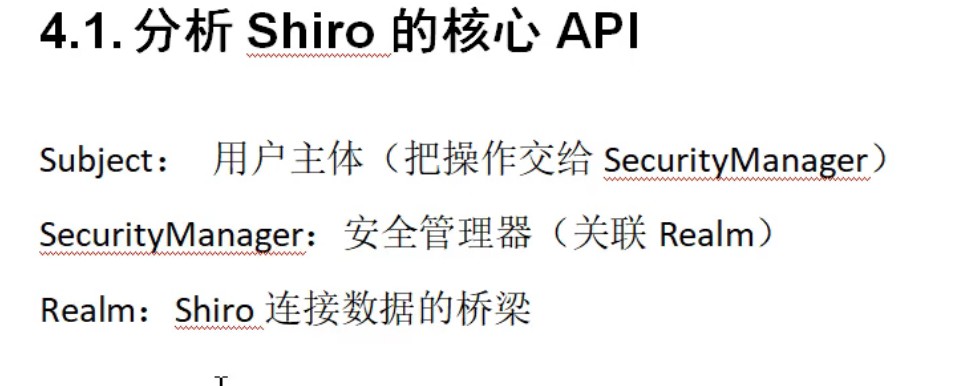 4.1. 分析 Shiro 的核心 API
Subject： 用户主体（把操作交给 SecurityManager）
SecurityManager：安全管理器（关联 Realm）
Realm：Shiro 连接数据的桥梁